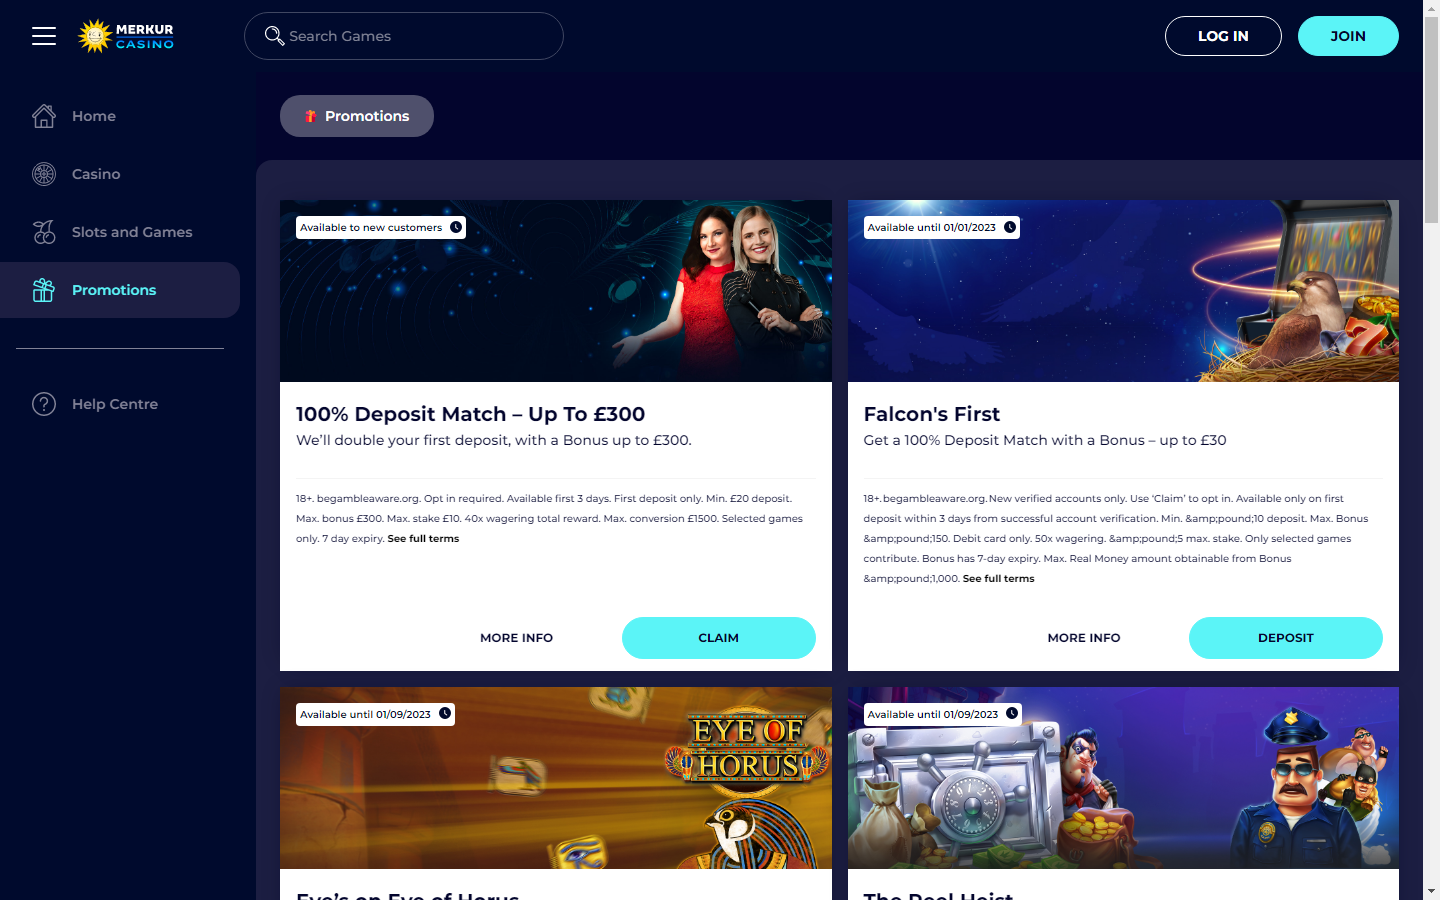 MERKUR
CASINO
Search Games
LOG IN
JOIN
Home
Casino
Slots and Games
Promotions
Help Centre
Promotions
Available to new customers
100% Deposit Match – Up To £300
We’ll double your first deposit, with a Bonus up to £300.
18+. begambleaware.org. Opt in required. Available first 3 days. First deposit only. Min. £20 deposit.
Max. bonus £300. Max. stake £10. 40x wagering total reward. Max. conversion £1500. Selected games
only. 7 day expiry. See full terms
MORE INFO
CLAIM
Available until 01/01/2023
Falcon's First
Get a 100% Deposit Match with a Bonus – up to £30
18+. begambleaware.org. New verified accounts only. Use ‘Claim’ to opt in. Available only on first
deposit within 3 days from successful account verification. Min. &amp;pound;10 deposit. Max. Bonus
&amp;pound;150. Debit card only. 50x wagering. &amp;pound;5 max. stake. Only selected games
contribute. Bonus has 7-day expiry. Max. Real Money amount obtainable from Bonus
&amp;pound;1,000. See full terms
MORE INFO
DEPOSIT
Available until 01/09/2023
EYE OF
HORUS
Eye’s on Eye of Horus
Available until 01/09/2023
The Reel Heist